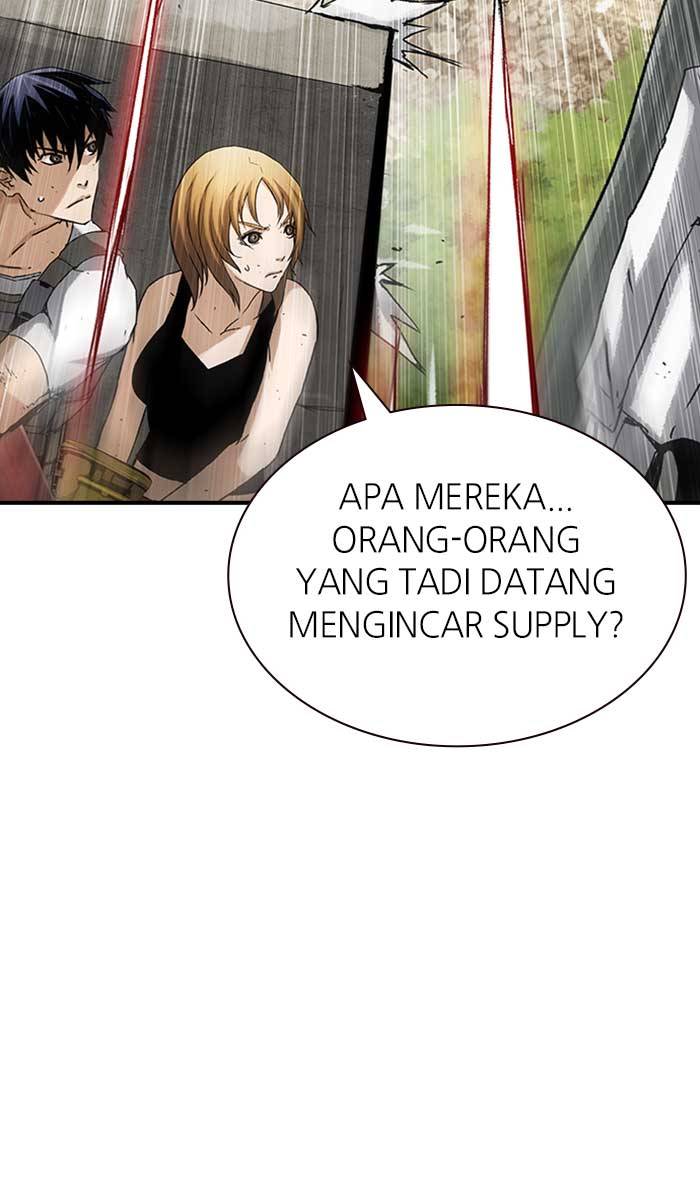 APA MEREKA...
ORANG-ORANG
YANG TADI DATANG
MENGINCAR SUPPLY?